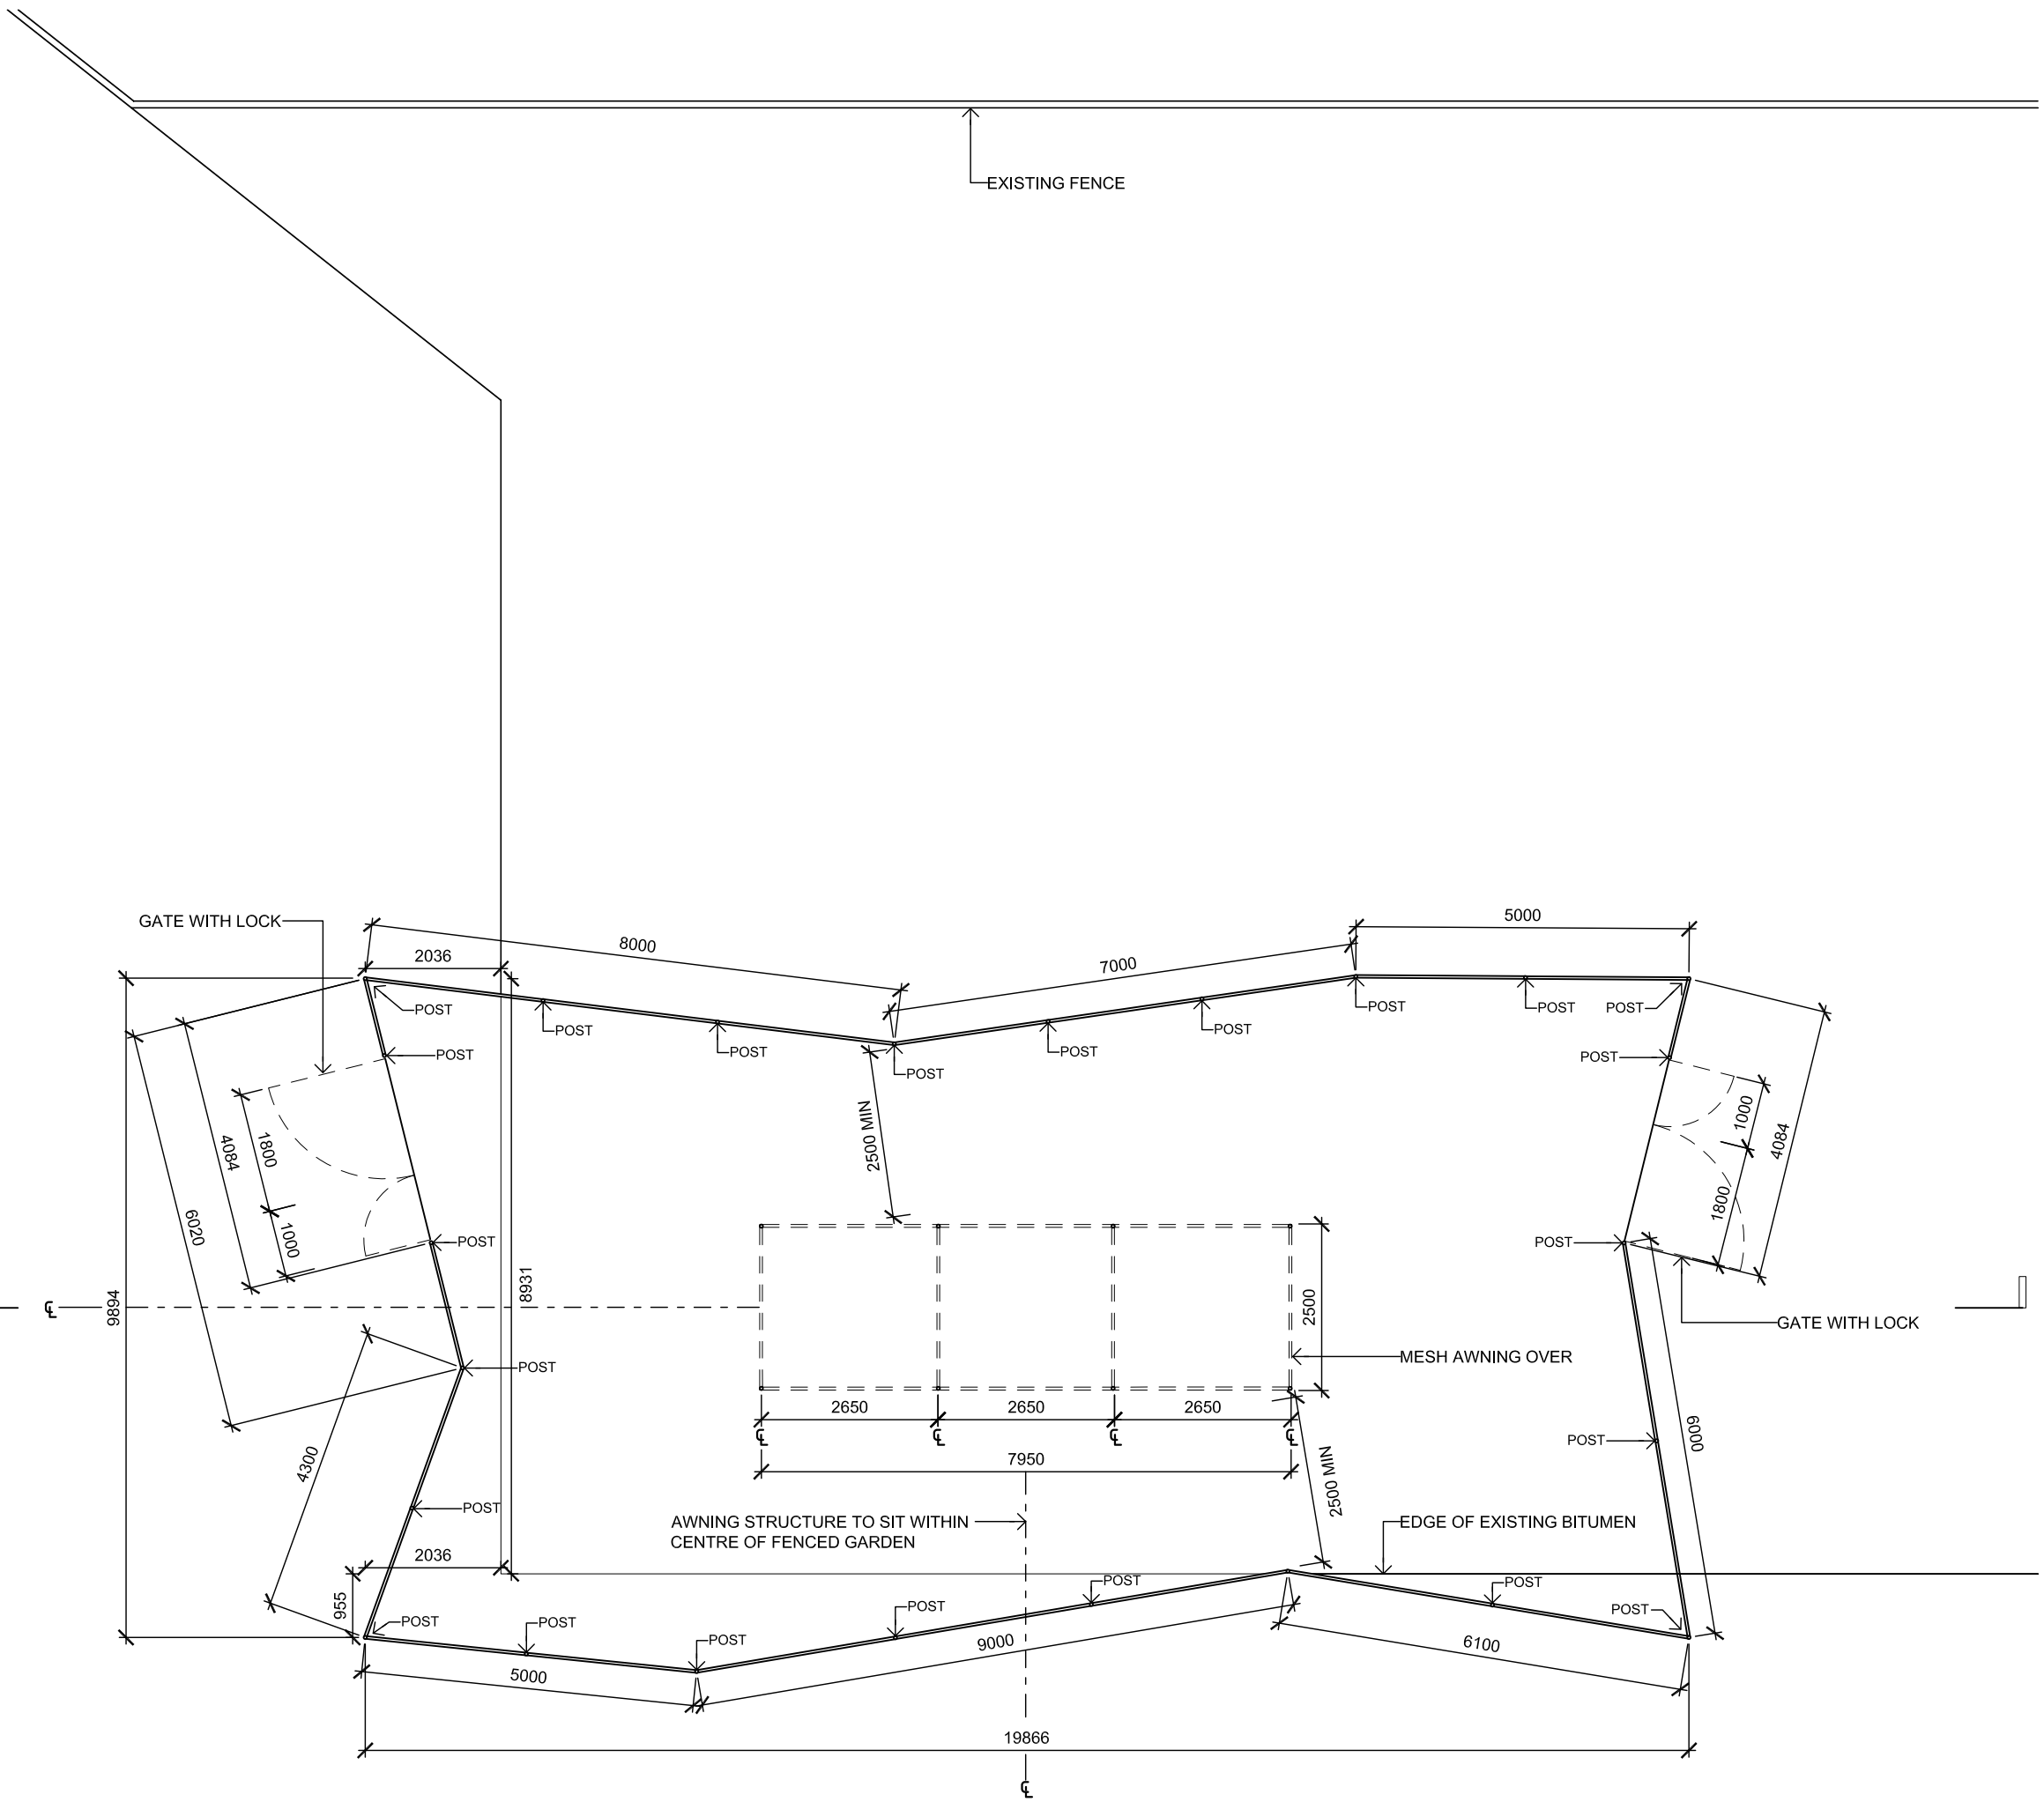 EXISTING FENCE
GATE WITH LOCK
5000
8000
2036
7000
POST
POST
POST
POST
POST
POST
POST
POST
POST
POST
POST
POST
1000
4084
1800
2500 MIN
1800
4084
6020
1000
POST
POST
8931
9894
℄
2500
GATE WITH LOCK
MESH AWNING OVER
POST
2650
2650
2650
℄
℄
℄
℄
6000
POST
7950
4300
2500 MIN
POST
AWNING STRUCTURE TO SIT WITHIN
CENTRE OF FENCED GARDEN
EDGE OF EXISTING BITUMEN
2036
955
POST
POST
POST
POST
POST
POST
POST
9000
6100
5000
19866
℄